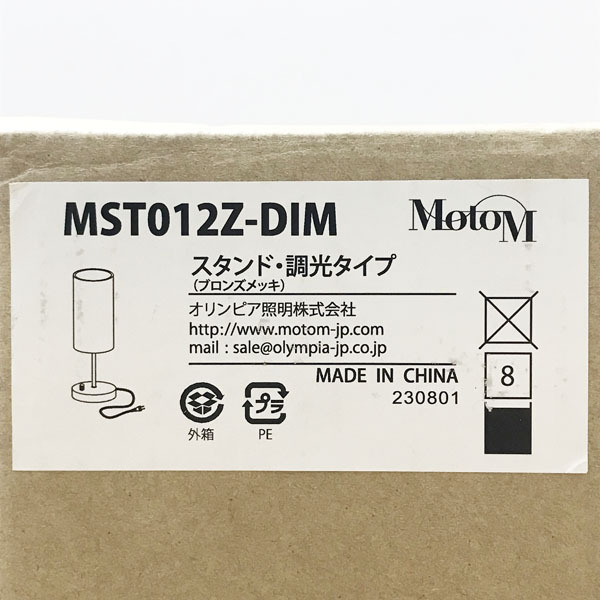 MST012Z-DIM
MotoM
スタンド・調光タイプ
(ブロンズメッキ)
オリンピア照明株式会社
http://www.motom-jp.com
mail : sale@olympia-jp.co.jp
MADE IN CHINA
230801
8
プラ
外箱
PE